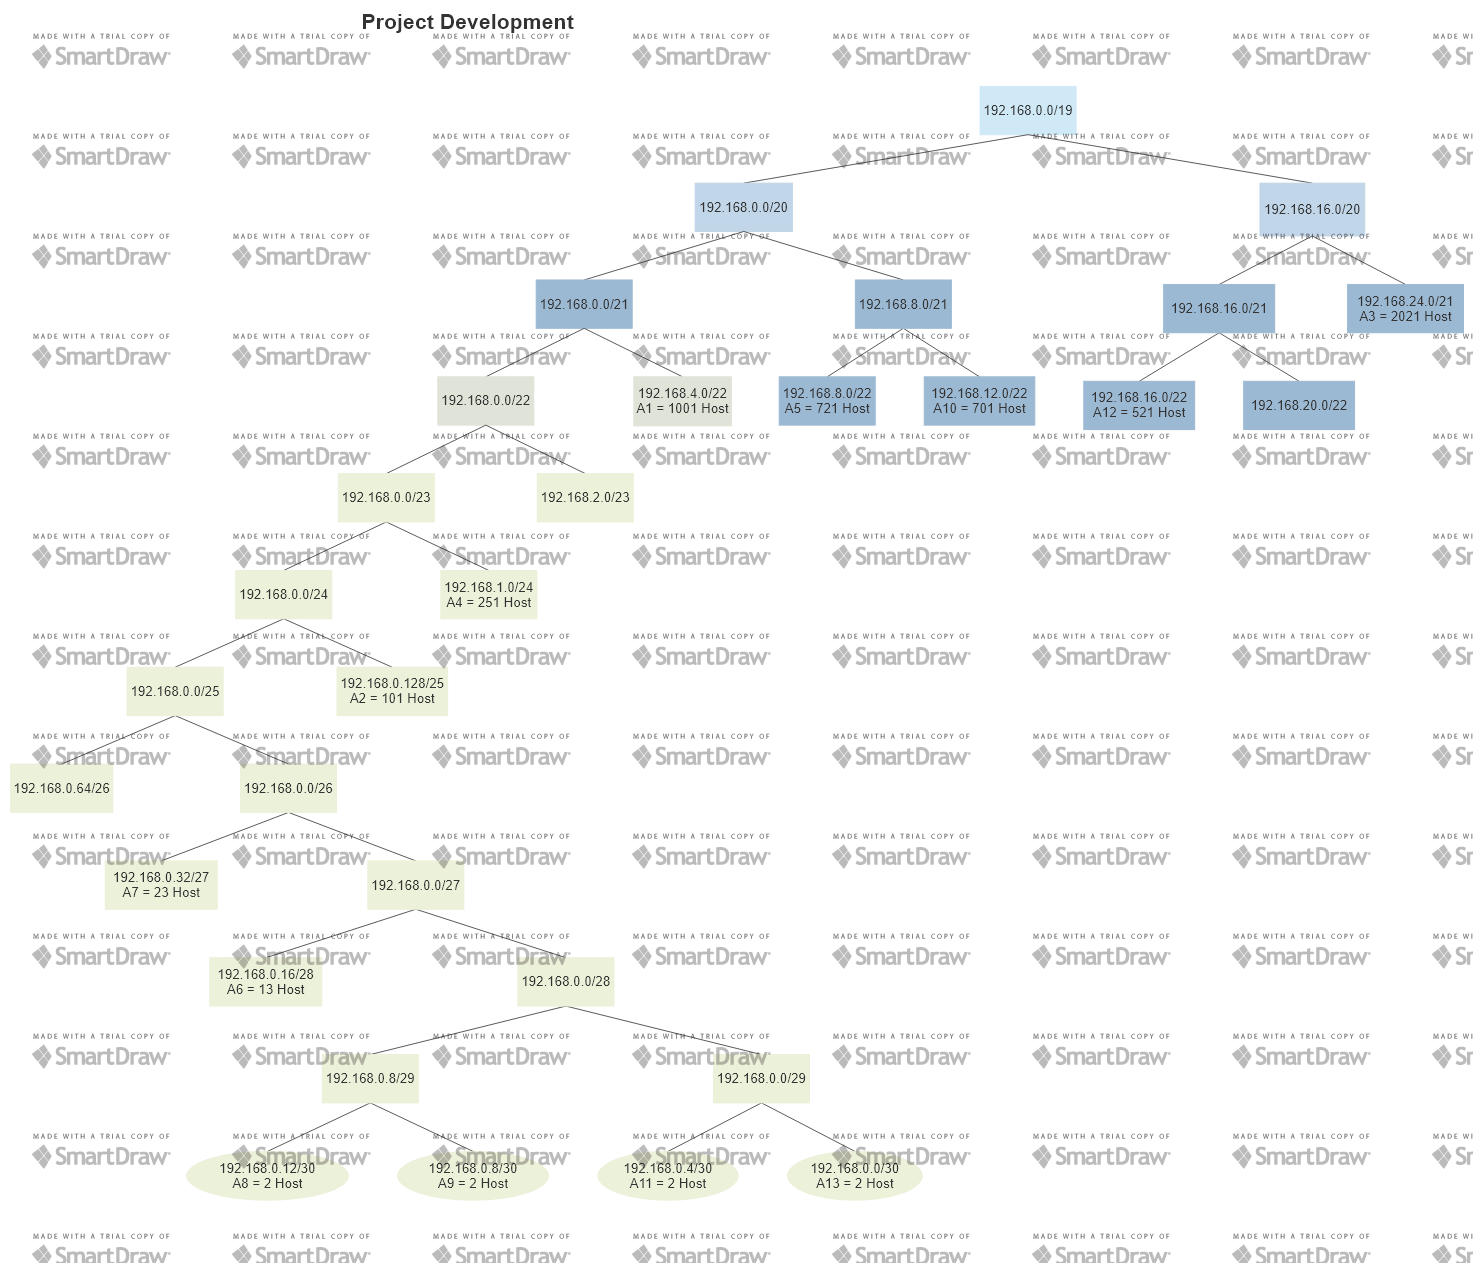 Project Development
MADE WITH A TRIAL COPY OF
SmartDraw
192.168.0.0/19
192.168.0.0/20
192.168.16.0/20
192.168.0.0/21
192.168.8.0/21
192.168.16.0/21
192.168.24.0/21
A3 = 2021 Host
192.168.0.0/22
192.168.4.0/22
A1 = 1001 Host
192.168.8.0/22
A5 = 721 Host
192.168.12.0/22
A10 = 701 Host
192.168.16.0/22
A12 = 521 Host
192.168.20.0/22
192.168.0.0/23
192.168.2.0/23
192.168.0.0/24
192.168.1.0/24
A4 = 251 Host
192.168.0.0/25
192.168.0.128/25
A2 = 101 Host
192.168.0.64/26
192.168.0.0/26
192.168.0.32/27
A7 = 23 Host
192.168.0.0/27
192.168.0.16/28
A6 = 13 Host
192.168.0.0/28
192.168.0.8/29
192.168.0.0/29
192.168.0.12/30
A8 = 2 Host
192.168.0.8/30
A9 = 2 Host
192.168.0.4/30
A11 = 2 Host
192.168.0.0/30
A13 = 2 Host